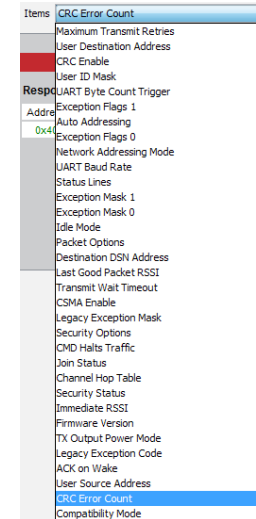 Items CRC Error Count
Maximum Transmit Retries
User Destination Address
CRC Enable
User ID Mask
Respo UART Byte Count Trigger
Exception Flags 1
Addre Auto Addressing
0x40 Exception Flags 0
Network Addressing Mode
UART Baud Rate
Status Lines
Exception Mask 1
Exception Mask 0
Idle Mode
Packet Options
Destination DSN Address
Last Good Packet RSSI
Transmit Wait Timeout
CSMA Enable
Legacy Exception Mask
Security Options
CMD Halts Traffic
Join Status
Channel Hop Table
Security Status
Immediate RSSI
Firmware Version
TX Output Power Mode
Legacy Exception Code
ACK on Wake
User Source Address
CRC Error Count
Compatibility Mode